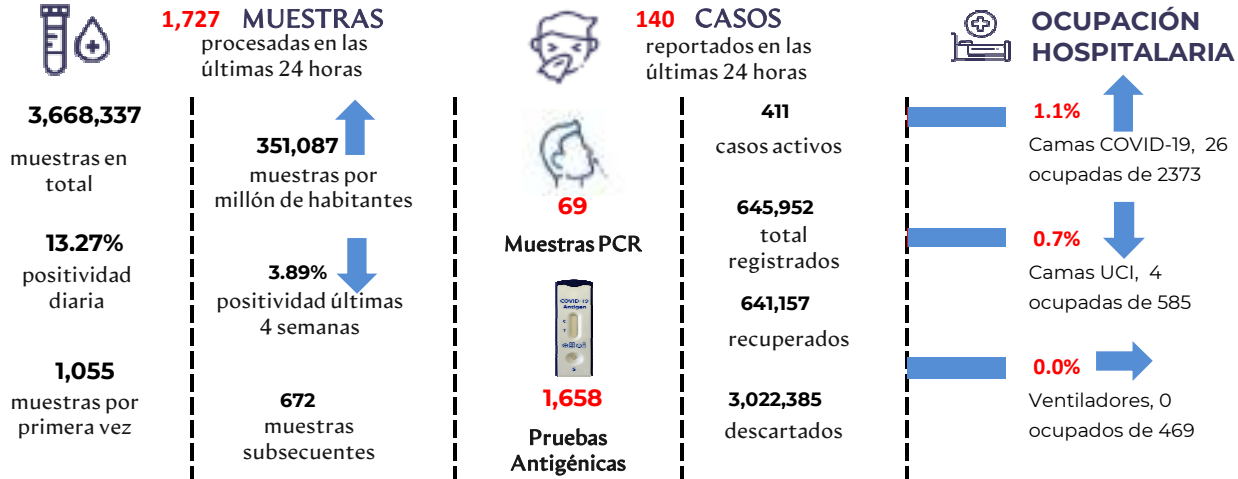 1,727 MUESTRAS
procesadas en las
últimas 24 horas
3,668,337
muestras en
total
13.27%
positividad
diaria
1,055
muestras por
primera vez
351,087
muestras por
millón de habitantes
3.89%
positividad últimas
4 semanas
672
muestras
subsecuentes
140 CASOS
reportados en las
últimas 24 horas
69
Muestras PCR
COVID-19
Antigen
C
T
S
1,658
Pruebas
Antigénicas
411
casos activos
645,952
total
registrados
641,157
recuperados
3,022,385
descartados
OCUPACIÓN
HOSPITALARIA
1.1%
Camas COVID-19, 26
ocupadas de 2373
0.7%
Camas UCI, 4
ocupadas de 585
0.0%
Ventiladores, 0
ocupados de 469